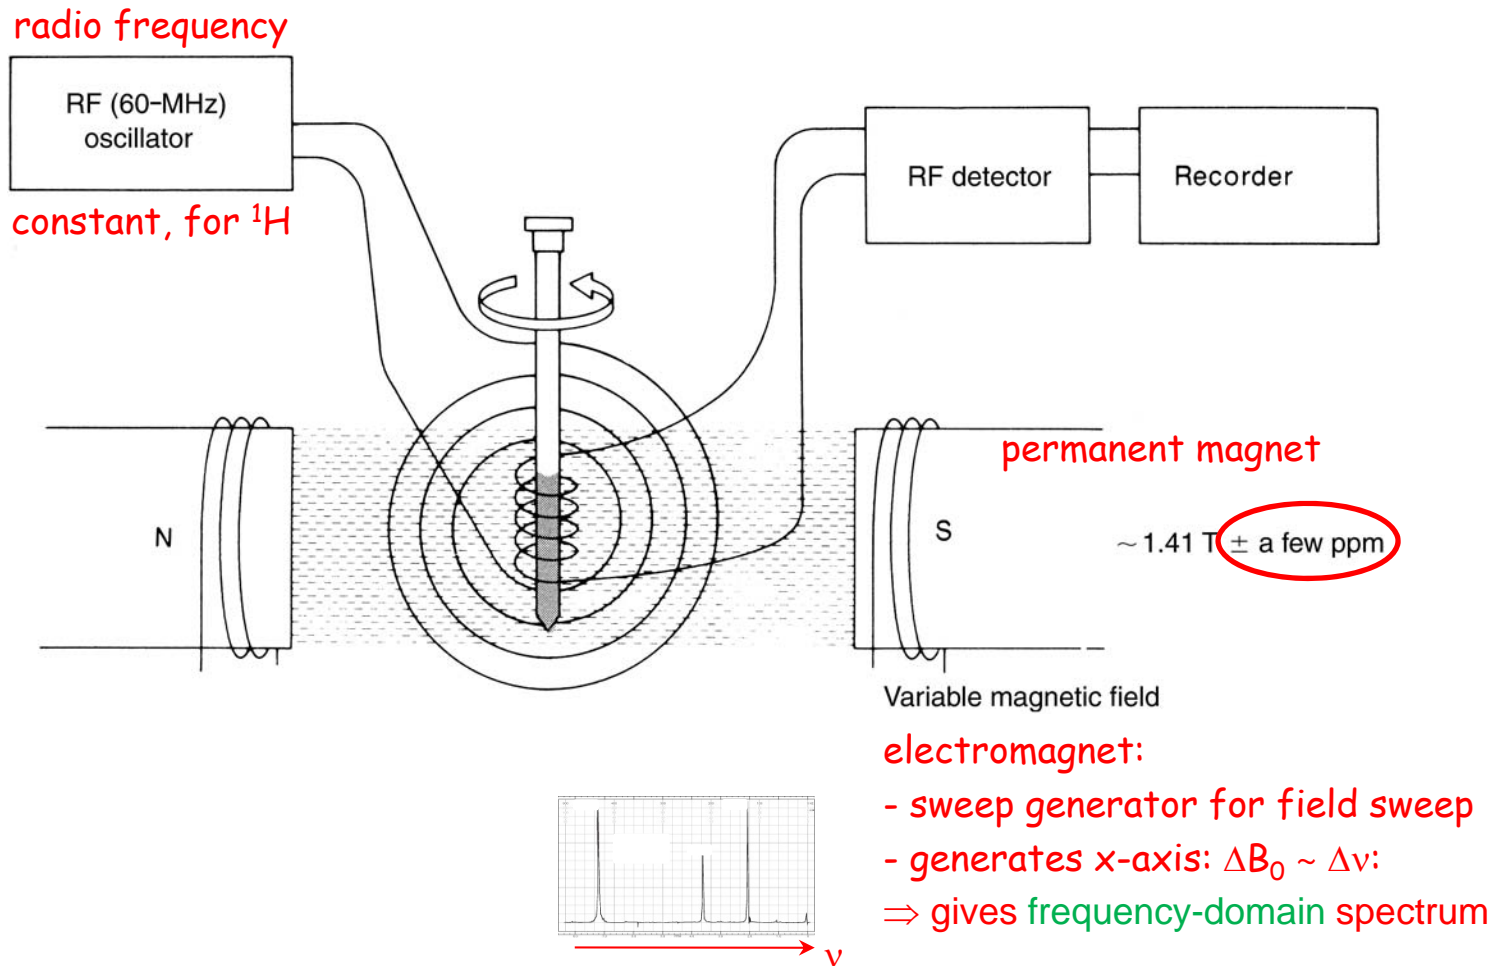 radio frequency
RF (60-MHz)
oscillator
constant, for ¹H
RF detector
Recorder
permanent magnet
N
S
~ 1.41 T ± a few ppm
Variable magnetic field
electromagnet:
- sweep generator for field sweep
- generates x-axis: ΔB₀ ~ Δν:
⇒ gives frequency-domain spectrum
ν